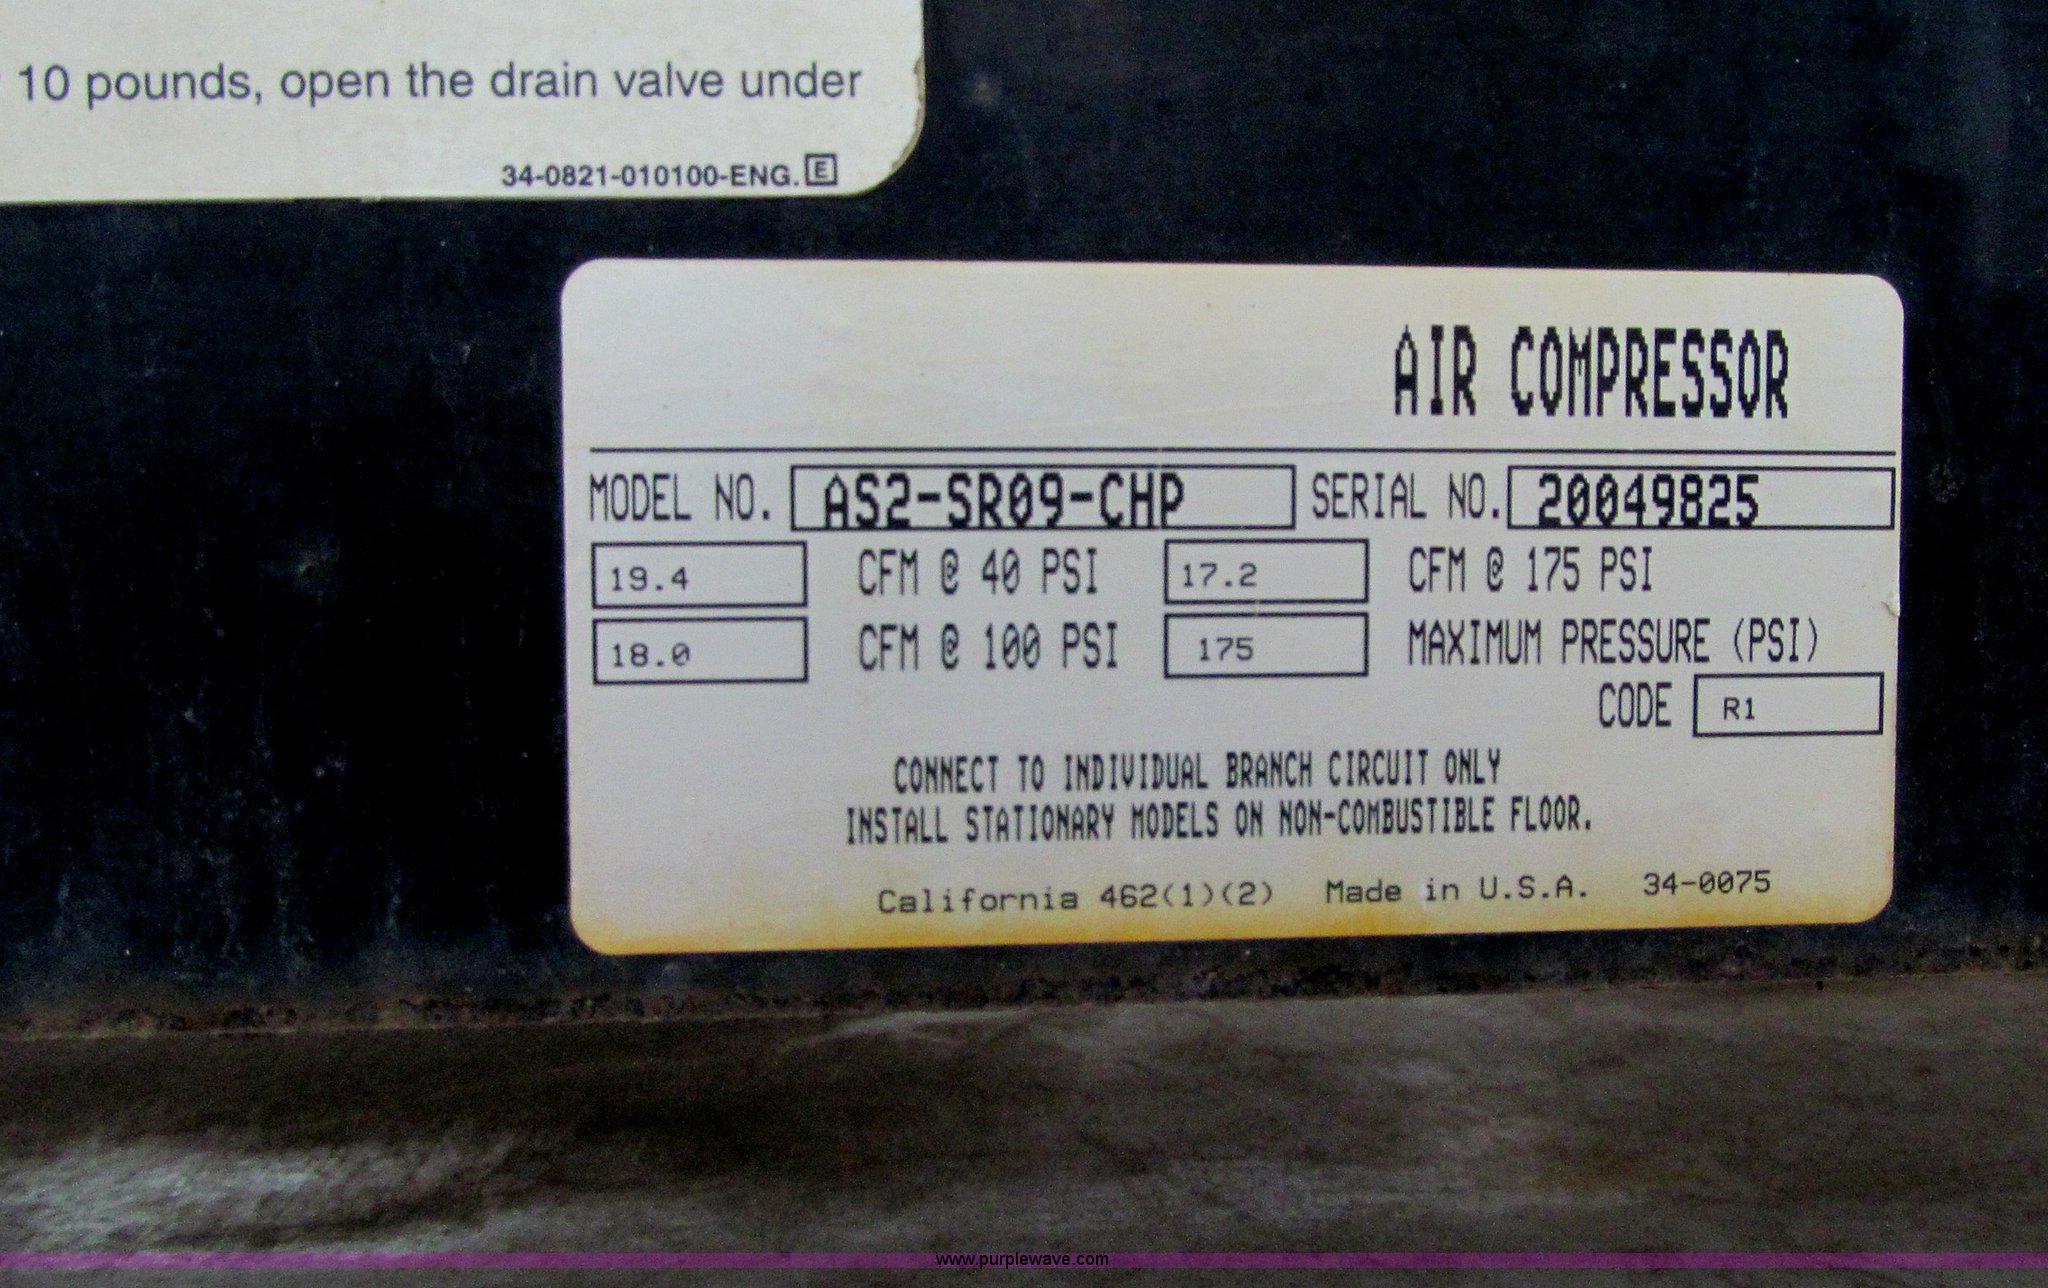 10 pounds, open the drain valve under
34-0821-010100-ENG. E
AIR COMPRESSOR
MODEL NO. AS2-SR09-CHP SERIAL NO. 20049825
19.4 CFM @ 40 PSI 17.2 CFM @ 175 PSI
18.0 CFM @ 100 PSI 175 MAXIMUM PRESSURE (PSI)
CODE R1
CONNECT TO INDIVIDUAL BRANCH CIRCUIT ONLY
INSTALL STATIONARY MODELS ON NON-COMBUSTIBLE FLOOR.
California 462(1)(2) Made in U.S.A. 34-0075
www.purplewave.com